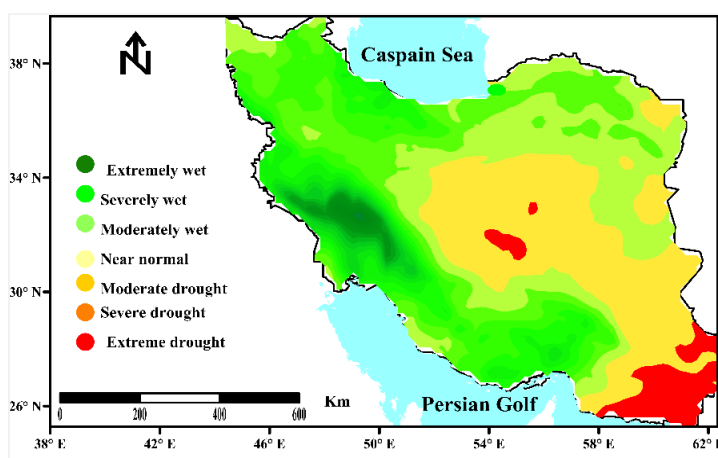 38° N
34° N
30° N
26° N
N
Caspain Sea
Extremely wet
Severely wet
Moderately wet
Near normal
Moderate drought
Severe drought
Extreme drought
Km
0 200 400 600
Persian Golf
38° E 42° E 46° E 50° E 54° E 58° E 62° E